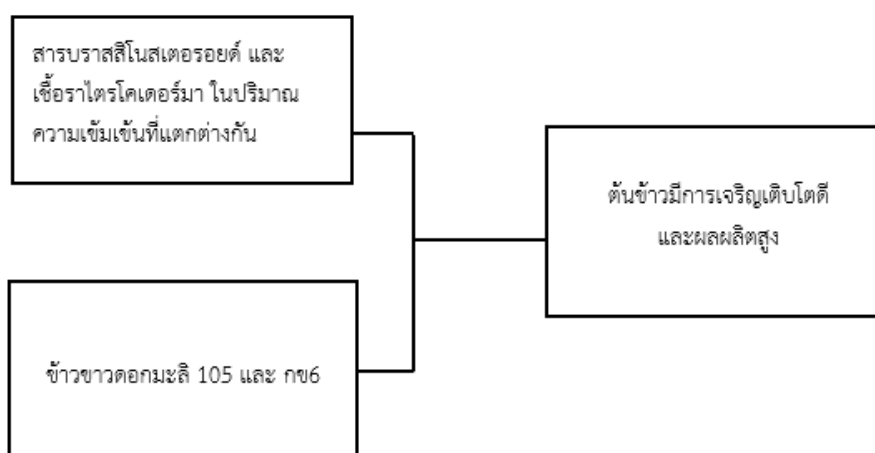 สารบราสสิโนสเตอรอยด์ และ
เชื้อราไตรโคเดอร์มา ในปริมาณ
ความเข้มเข้นที่แตกต่างกัน
ต้นข้าวมีการเจริญเติบโตดี
และผลผลิตสูง
ข้าวขาวดอกมะลิ 105 และ กข6